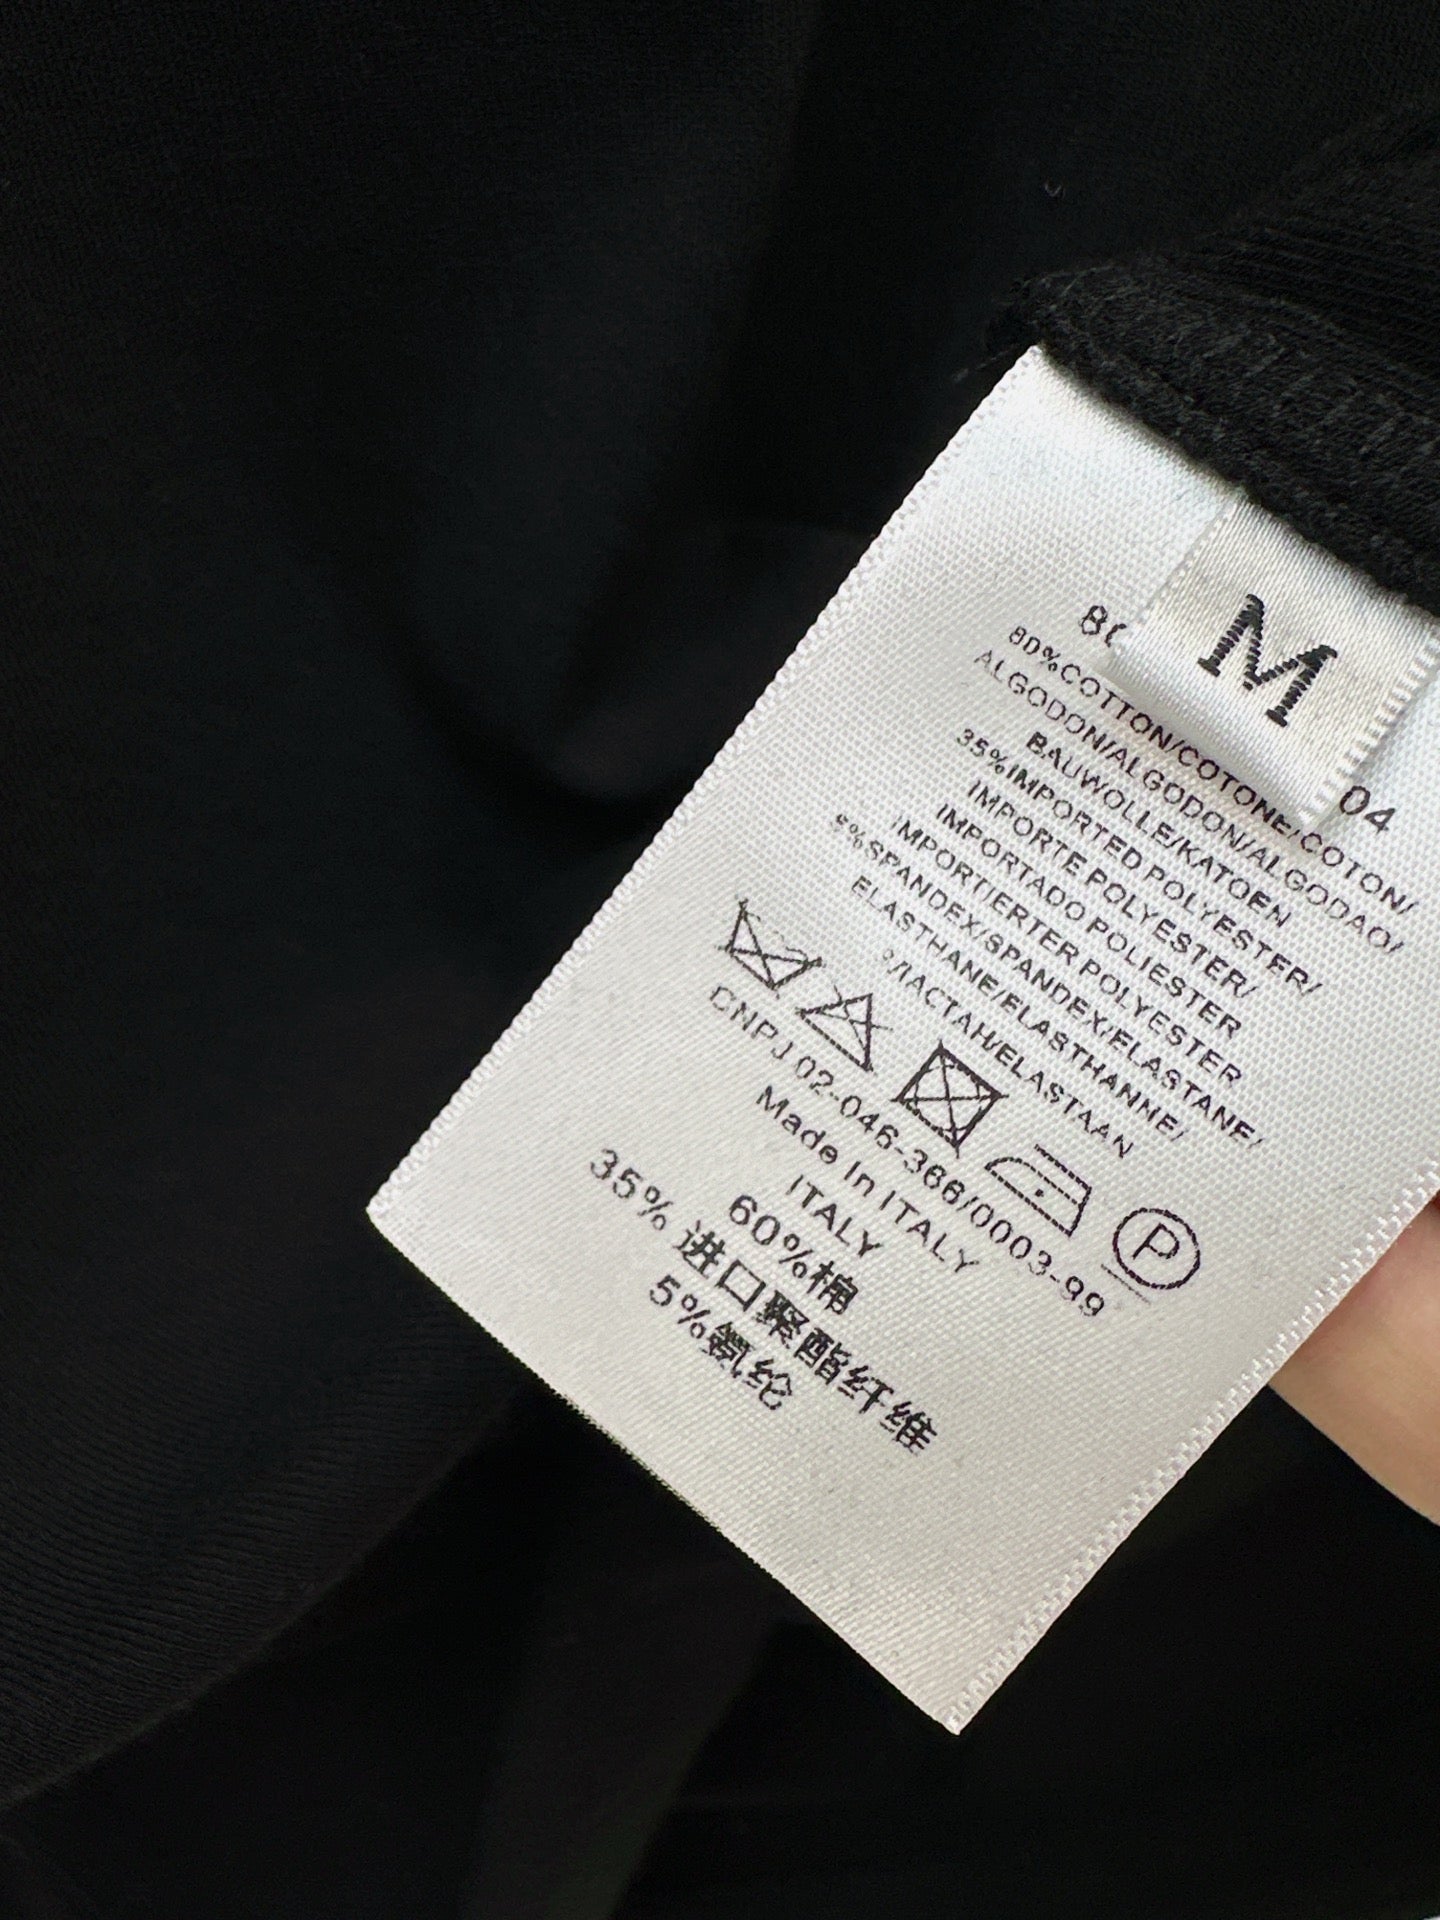 M
04
80%COTTON/COTONE/COTON/
ALGODON/ALGODON/ALGODAO/
BAUWOLLE/KATOEN
35%IMPORTED POLYESTER/
IMPORTE POLYESTER/
IMPORTADO POLIESTER
IMPORTIERTER POLYESTER
5%SPANDEX/SPANDEX/ELASTANE/
ELASTHANE/ELASTHANNE/
ELASTAAN
P
CNPJ 02-046-366/0003-99
Made In ITALY
ITALY
60%棉
35% 进口聚酯纤维
5%氨纶